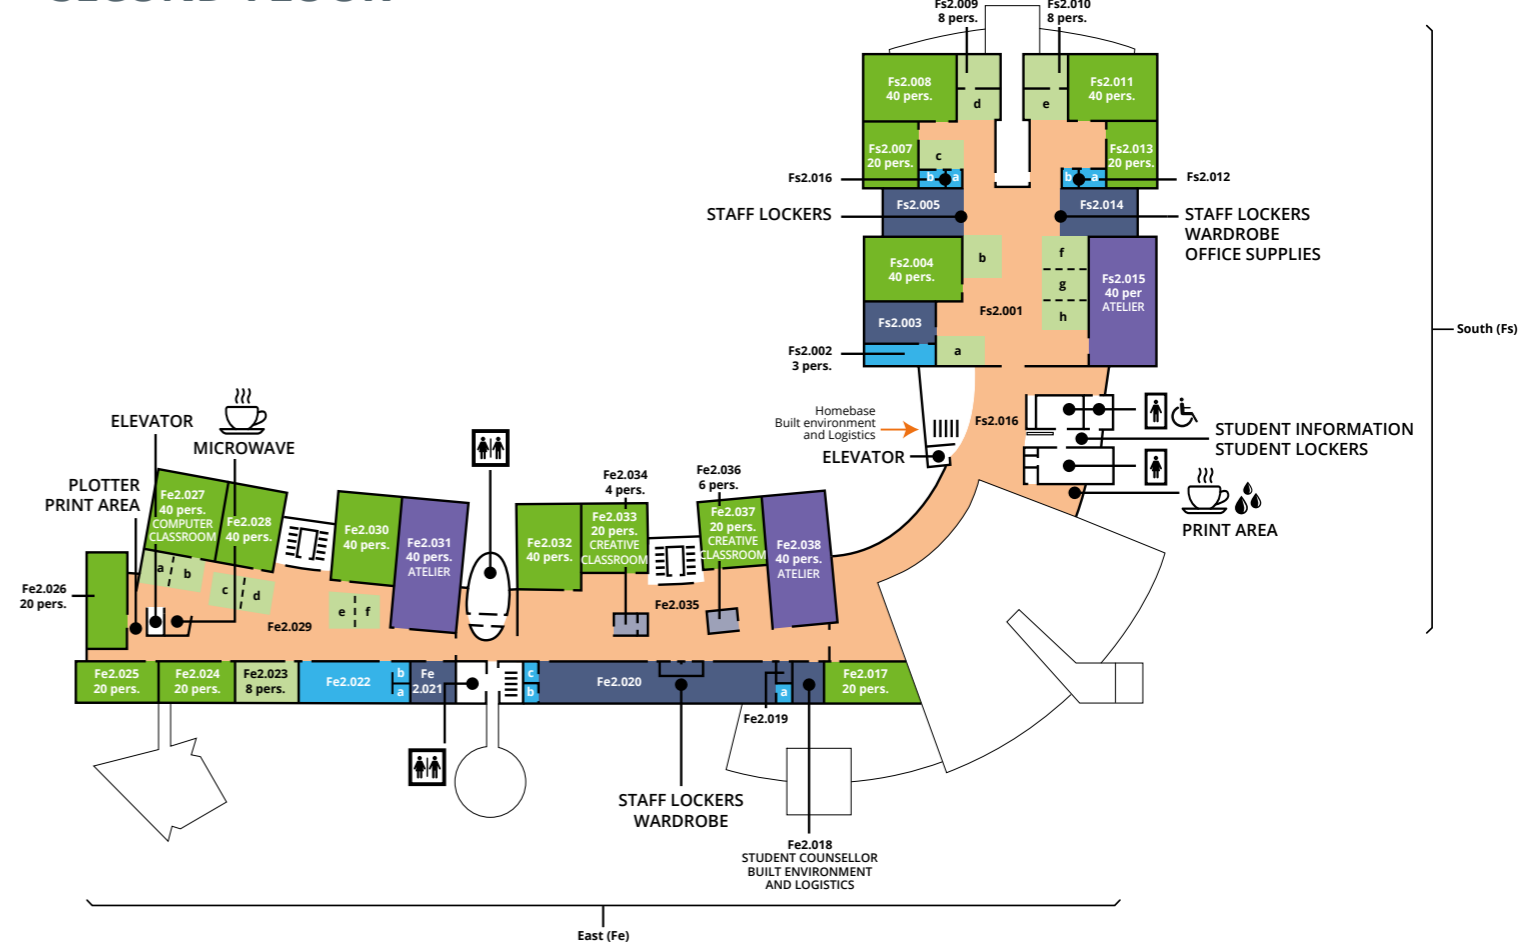 SECOND FLOOR
Fs2.009
8 pers.
Fs2.010
8 pers.
Fs2.008
40 pers.
d
e
Fs2.011
40 pers.
Fs2.007
20 pers.
c
Fs2.013
20 pers.
Fs2.016
b
a
b
a
Fs2.012
Fs2.005
Fs2.014
STAFF LOCKERS
STAFF LOCKERS
WARDROBE
OFFICE SUPPLIES
Fs2.004
40 pers.
b
f
g
h
Fs2.015
40 per
ATELIER
Fs2.001
Fs2.003
Fs2.002
3 pers.
a
South (Fs)
Homebase
Built environment
and Logistics
Fs2.016
ELEVATOR
STUDENT INFORMATION
STUDENT LOCKERS
PRINT AREA
ELEVATOR
MICROWAVE
PLOTTER
PRINT AREA
Fe2.027
40 pers.
COMPUTER
CLASSROOM
Fe2.028
40 pers.
Fe2.030
40 pers.
Fe2.031
40 pers.
ATELIER
Fe2.032
40 pers.
Fe2.034
4 pers.
Fe2.033
20 pers.
CREATIVE
CLASSROOM
Fe2.036
6 pers.
Fe2.037
20 pers.
CREATIVE
CLASSROOM
Fe2.038
40 pers.
ATELIER
a
b
c
d
e
f
Fe2.026
20 pers.
Fe2.029
Fe2.035
Fe2.025
20 pers.
Fe2.024
20 pers.
Fe2.023
8 pers.
Fe2.022
b
a
Fe
2.021
c
b
Fe2.020
a
Fe2.017
20 pers.
Fe2.019
STAFF LOCKERS
WARDROBE
Fe2.018
STUDENT COUNSELLOR
BUILT ENVIRONMENT
AND LOGISTICS
East (Fe)